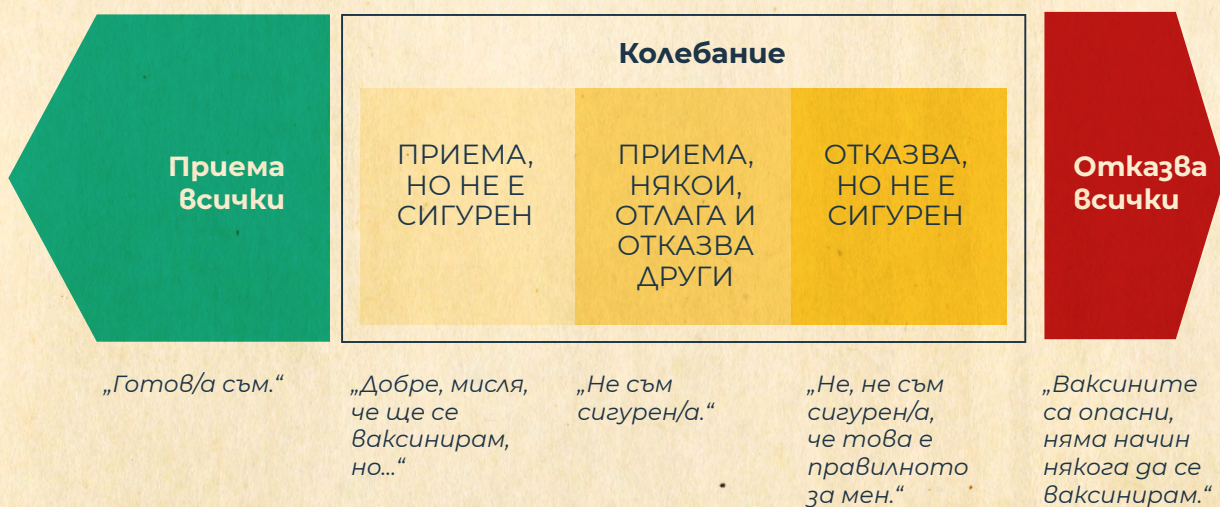 Приема
всички
Колебание
ПРИЕМА,
НО НЕ Е
СИГУРЕН
ПРИЕМА,
НЯКОИ,
ОТЛАГА И
ОТКАЗВА
ДРУГИ
ОТКАЗВА,
НО НЕ Е
СИГУРЕН
Отказва
всички
„Готов/а съм.“
„Добре, мисля,
че ще се
ваксинирам,
но...“
„Не съм
сигурен/а.“
„Не, не съм
сигурен/а,
че това е
правилното
за мен.“
„Ваксините
са опасни,
няма начин
някога да се
ваксинирам.“